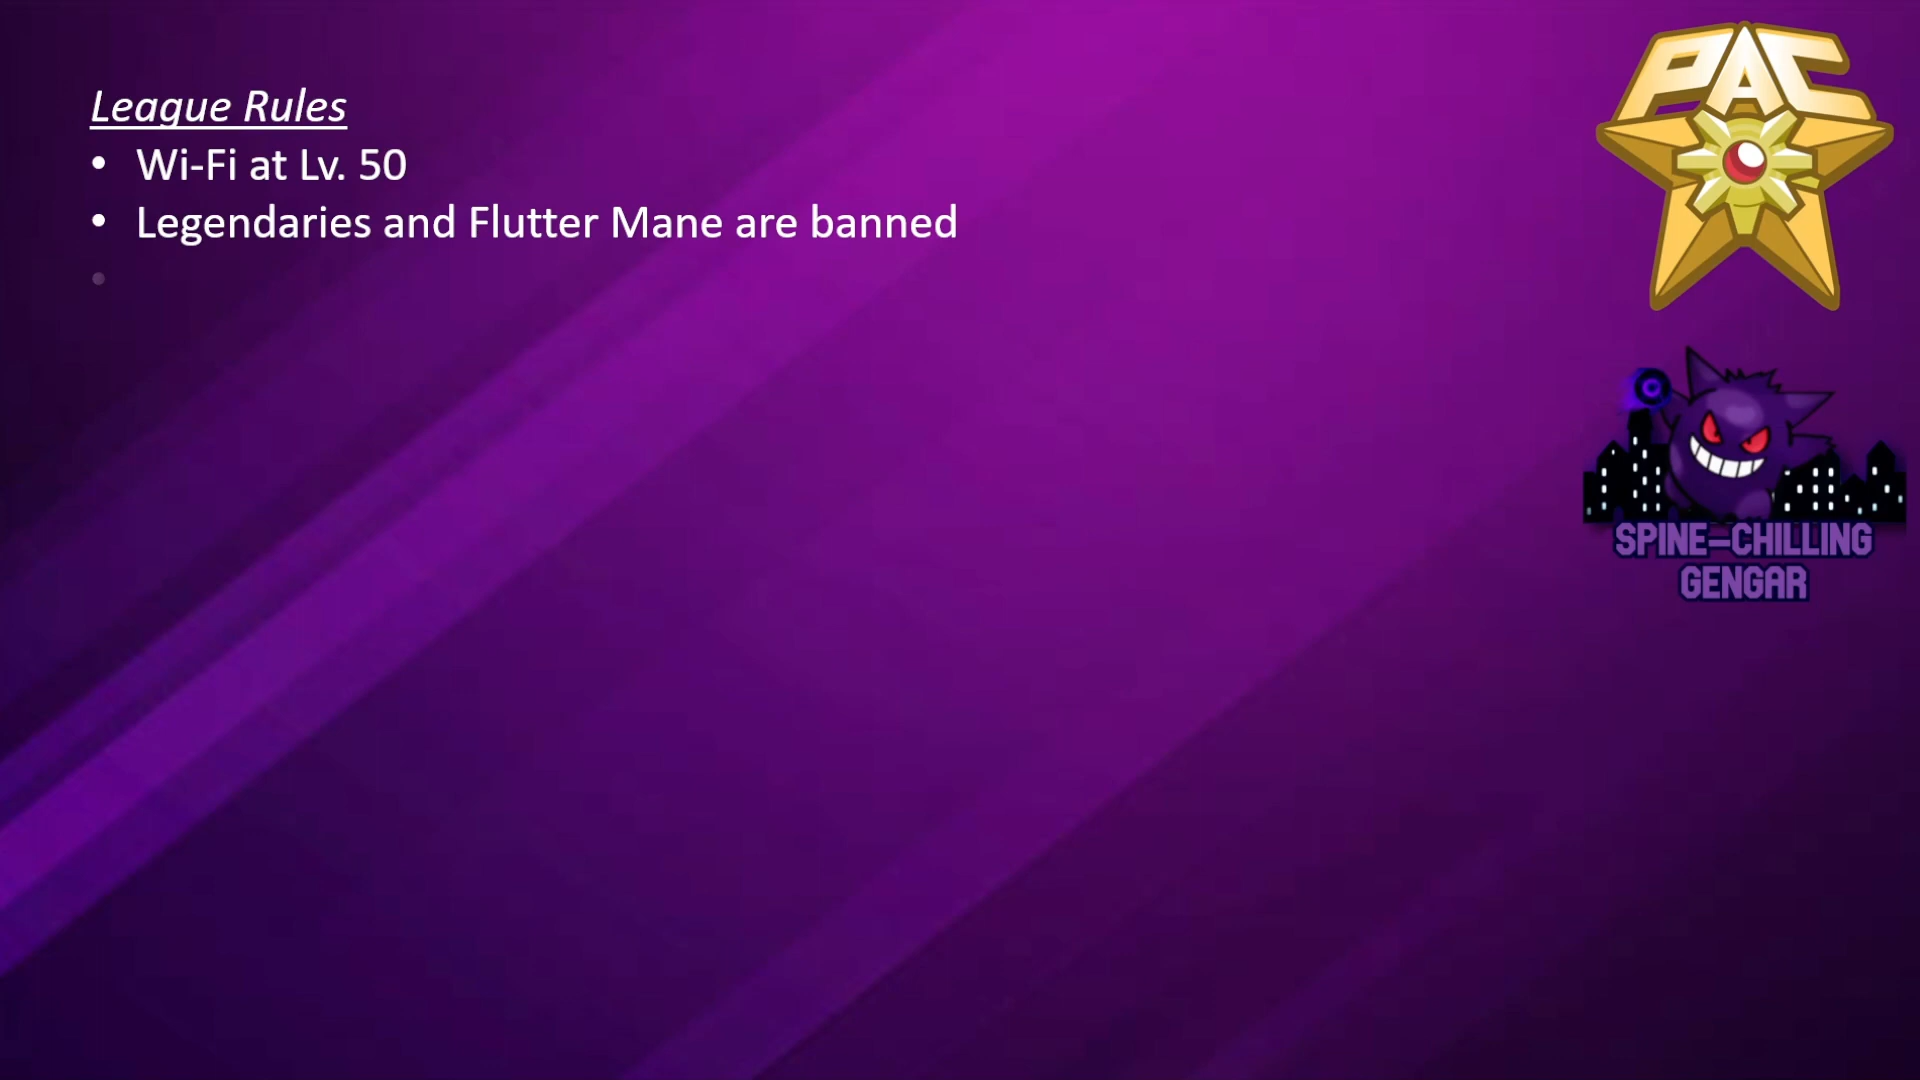 League Rules
• Wi-Fi at Lv. 50
• Legendaries and Flutter Mane are banned
•
PAC
SPINE-CHILLING
GENGAR